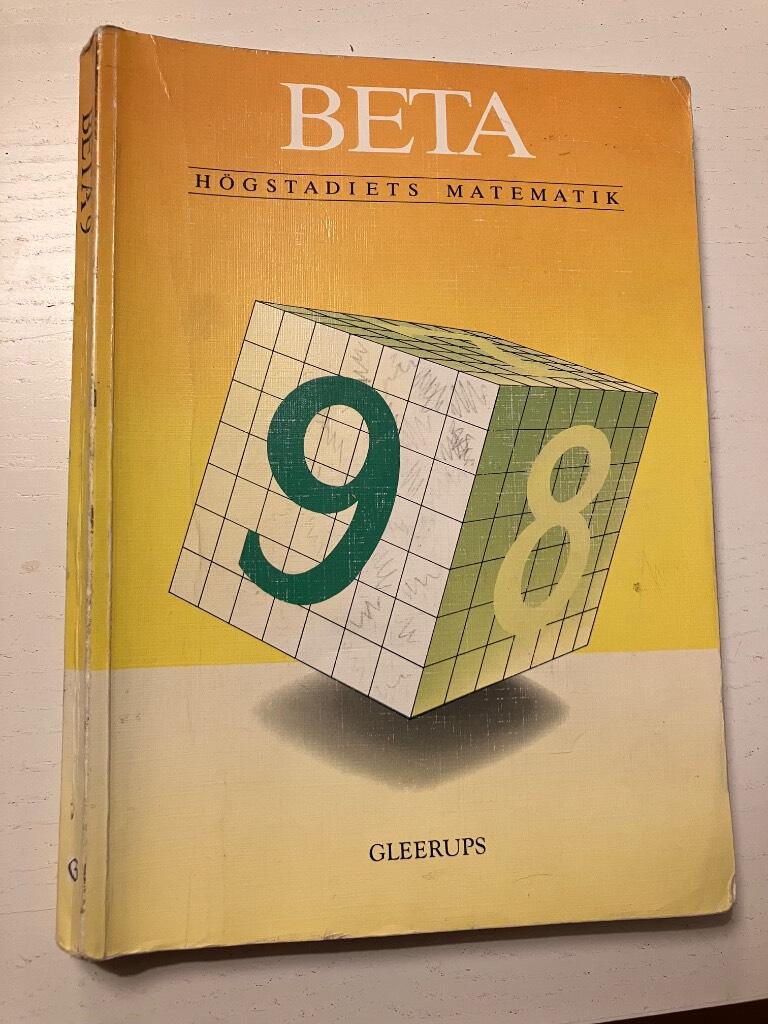 BETA
HÖGSTADIETS MATEMATIK
9
8
GLEERUPS
BETA 9